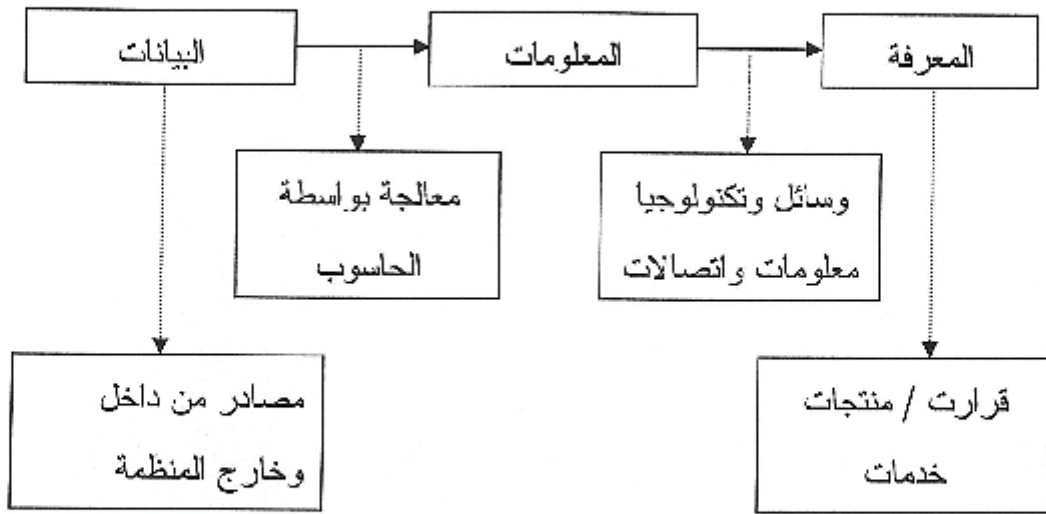 البيانات
المعلومات
المعرفة
معالجة بواسطة
الحاسوب
وسائل وتكنولوجيا
معلومات واتصالات
مصادر من داخل
وخارج المنظمة
قرارت / منتجات
خدمات